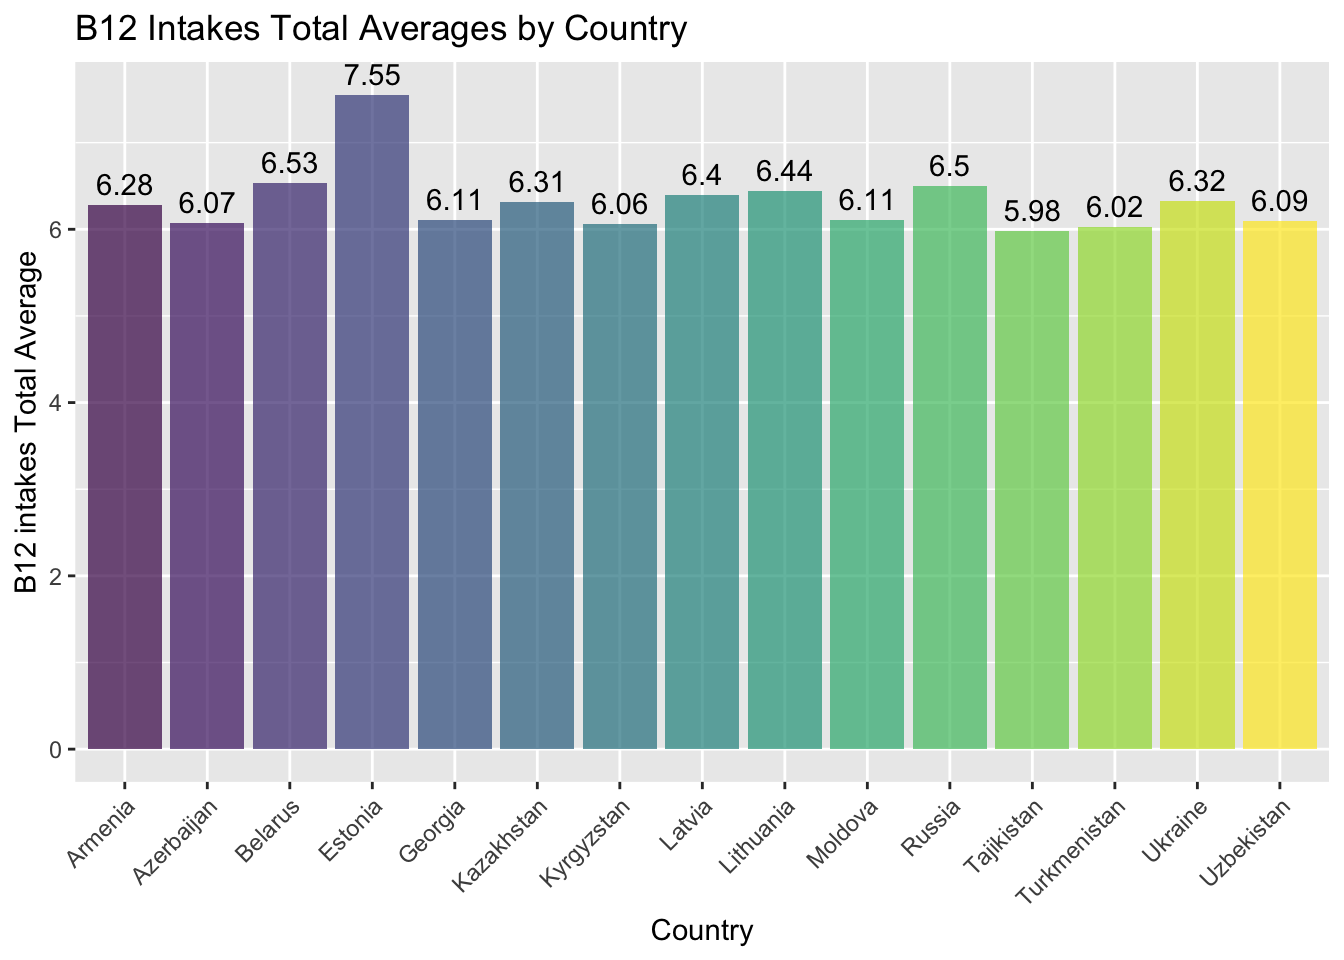 B12 Intakes Total Averages by Country
7.55
6.28
6.07
6.53
6.11
6.31
6.06
6.4
6.44
6.11
6.5
5.98
6.02
6.32
6.09
B12 intakes Total Average
6
4
2
0
Armenia
Azerbaijan
Belarus
Estonia
Georgia
Kazakhstan
Kyrgyzstan
Latvia
Lithuania
Moldova
Russia
Tajikistan
Turkmenistan
Ukraine
Uzbekistan
Country